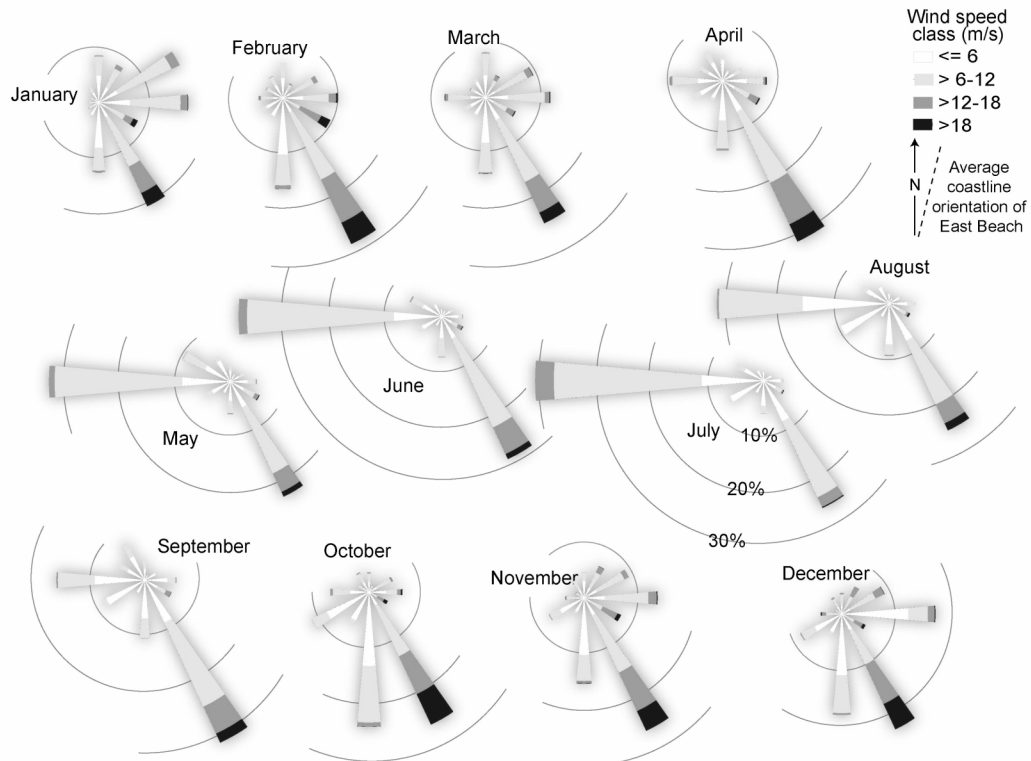 Wind speed
class (m/s)
<= 6
> 6-12
>12-18
>18
N
Average
coastline
orientation of
East Beach
January
February
March
April
May
June
July
August
10%
20%
30%
September
October
November
December